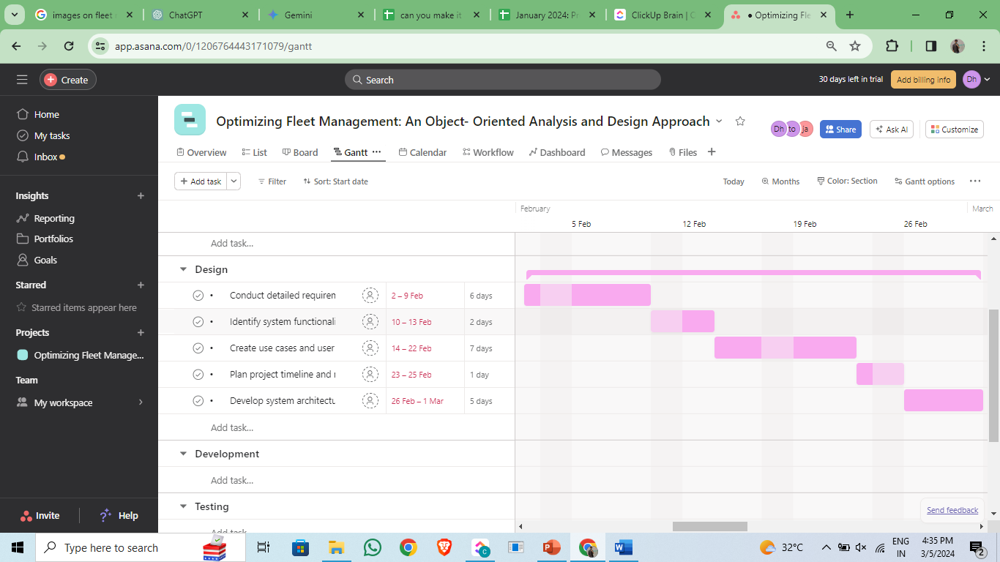 images on fleet
ChatGPT
Gemini
can you make it
January 2024: Pr
ClickUp Brain | C
• Optimizing Fle
app.asana.com/0/1206764443171079/gantt
Create
Search
30 days left in trial
Add billing info
Dh
Home
My tasks
Inbox
Insights
Reporting
Portfolios
Goals
Starred
Starred items appear here
Projects
Optimizing Fleet Manage...
Team
My workspace
Invite
Help
Optimizing Fleet Management: An Object- Oriented Analysis and Design Approach
Dh to ja
Share
Ask AI
Customize
Overview List Board Gantt ••• Calendar Workflow Dashboard Messages Files
Add task Filter Sort: Start date Today Months Color: Section Gantt options
February March
5 Feb 12 Feb 19 Feb 26 Feb
Add task...
Design
• Conduct detailed requirem 2 – 9 Feb 6 days
• Identify system functionali 10 – 13 Feb 2 days
• Create use cases and user 14 – 22 Feb 7 days
• Plan project timeline and 23 – 25 Feb 1 day
• Develop system architectu 26 Feb – 1 Mar 5 days
Add task...
Development
Add task...
Testing
Add task
Send feedback
Type here to search
32°C
ENG
IN
4:35 PM
3/5/2024
2